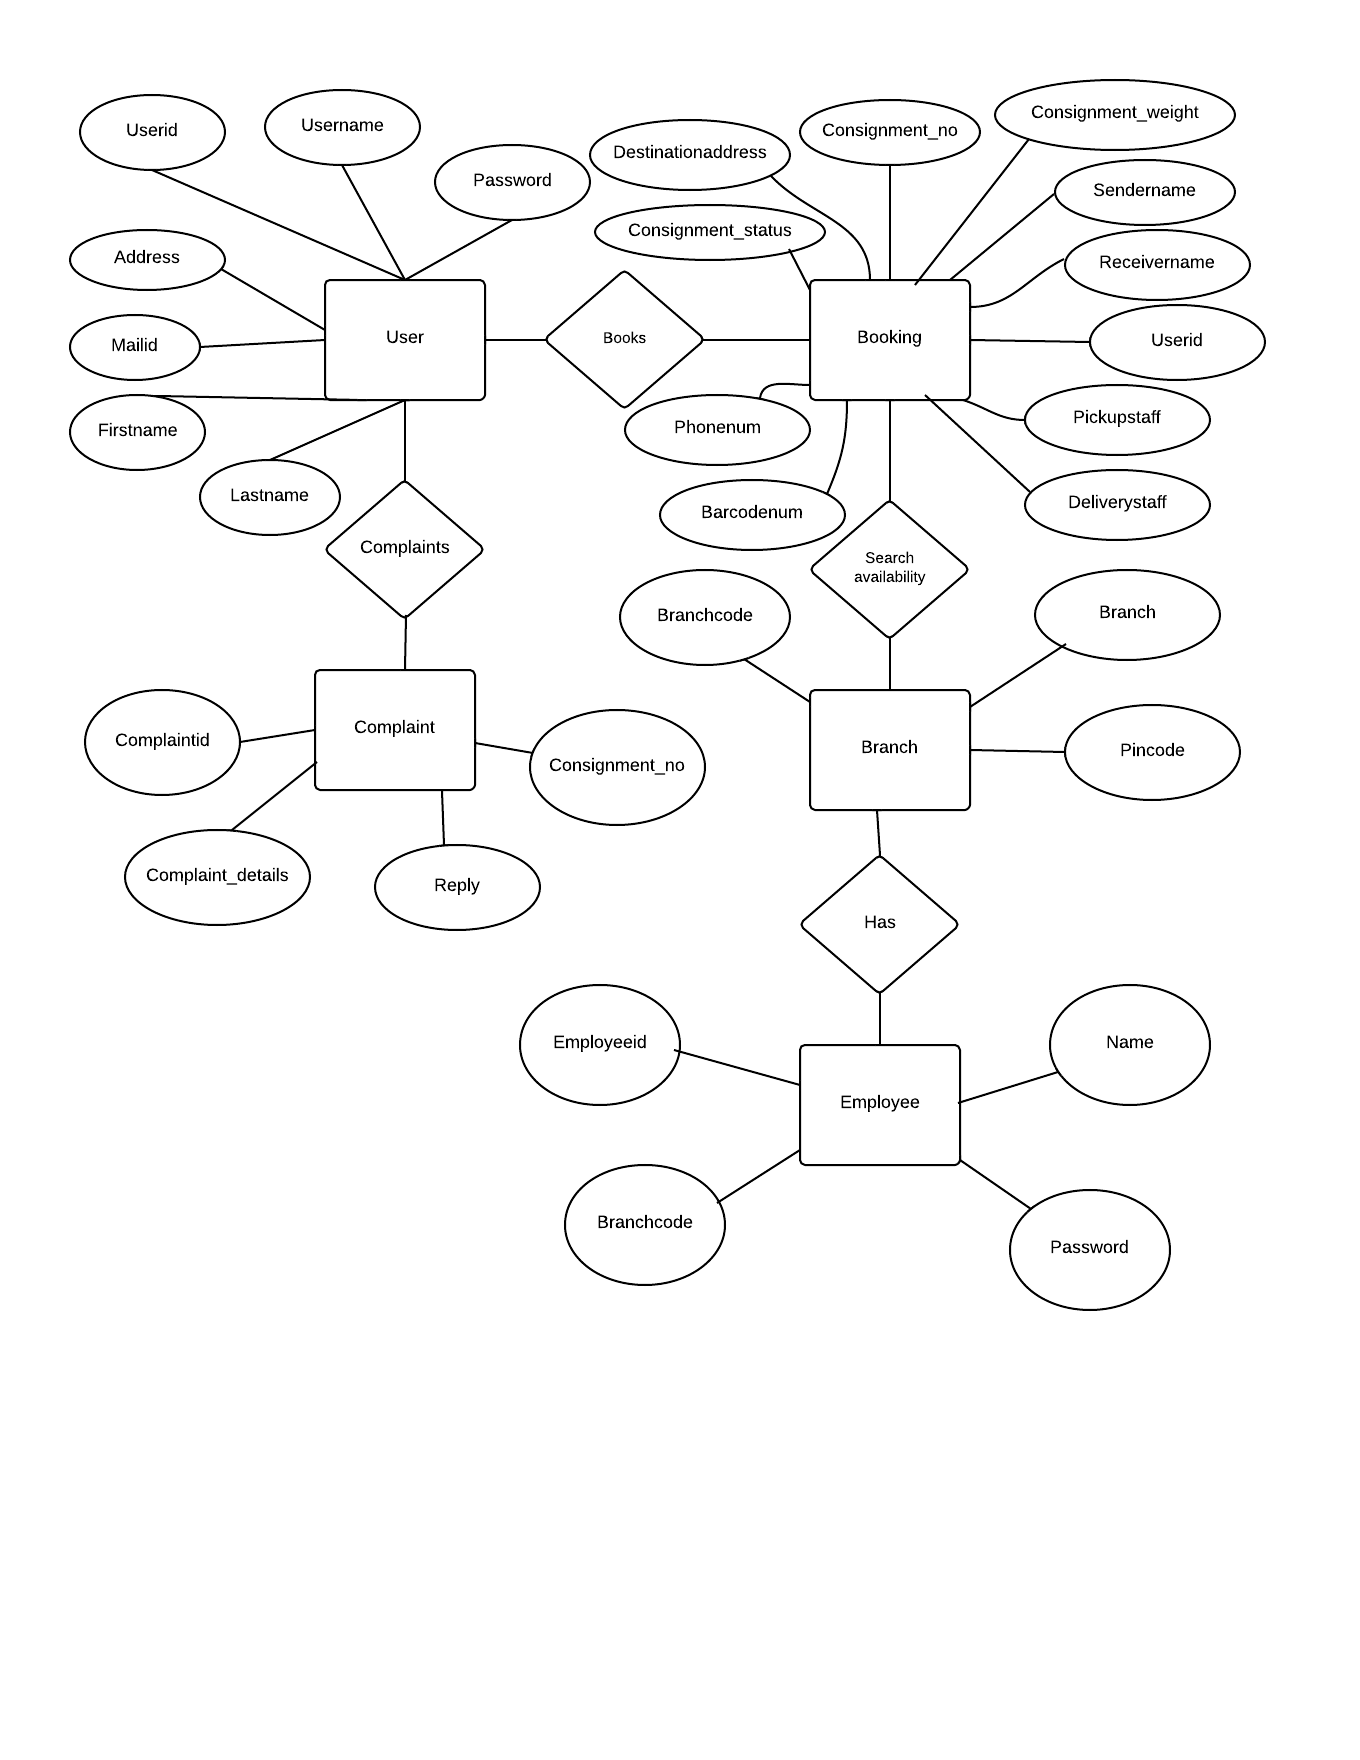 Userid
Username
Password
Destinationaddress
Consignment_no
Consignment_weight
Sendername
Consignment_status
Address
Receivername
Mailid
User
Books
Booking
Userid
Firstname
Phonenum
Pickupstaff
Lastname
Barcodenum
Deliverystaff
Complaints
Search
availability
Branchcode
Branch
Complaintid
Complaint
Consignment_no
Branch
Pincode
Complaint_details
Reply
Has
Employeeid
Name
Employee
Branchcode
Password